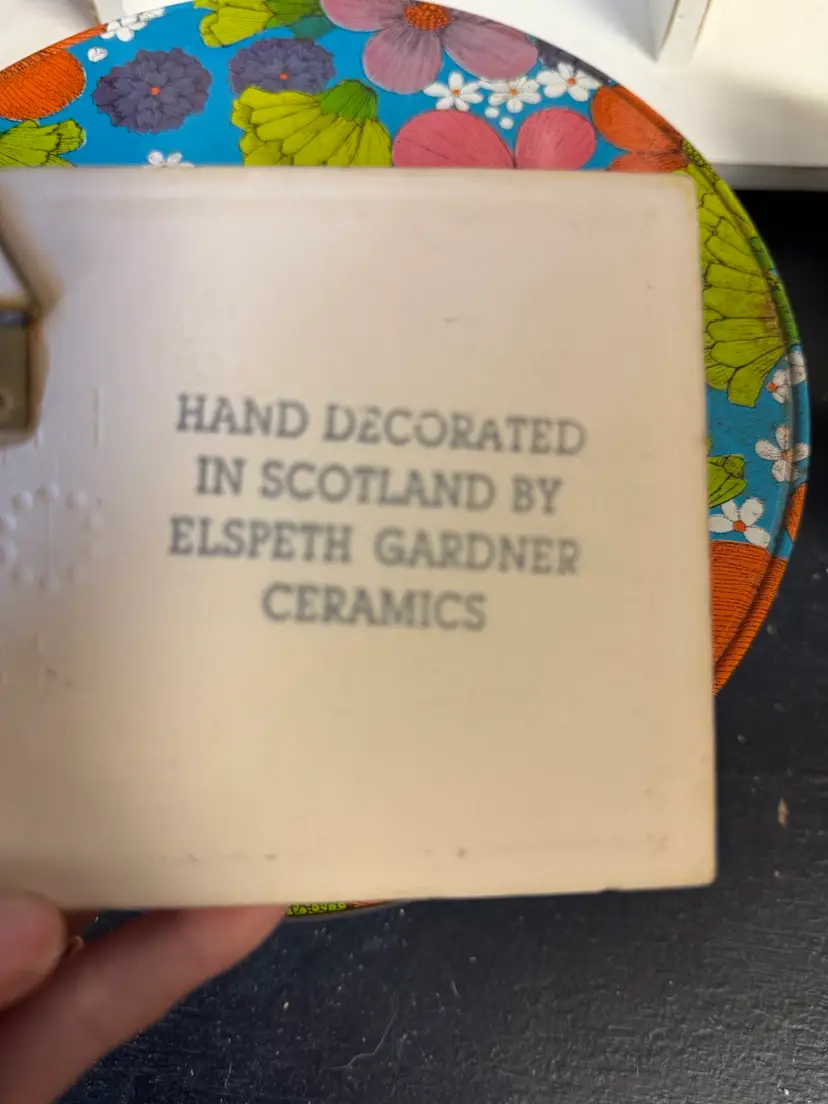 HAND DECORATED
IN SCOTLAND BY
ELSPETH GARDNER
CERAMICS